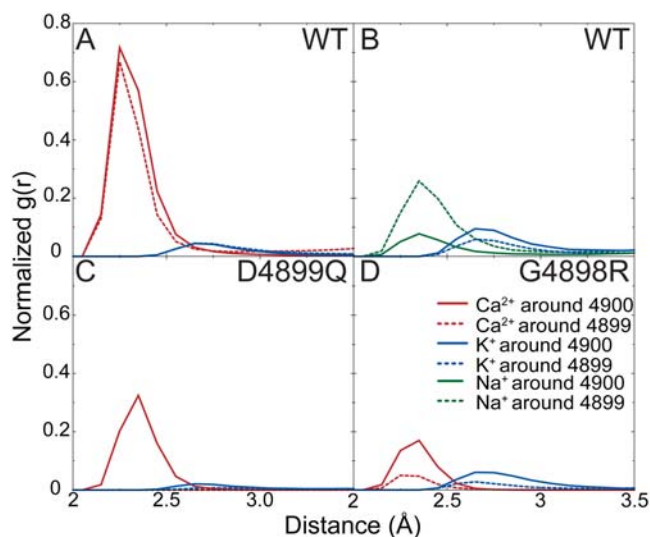 A WT B WT
0.8
0.6
0.4
0.2
0
Normalized g(r)
C D4899Q D G4898R
0.6
0.4
0.2
0
Ca²⁺ around 4900
Ca²⁺ around 4899
K⁺ around 4900
K⁺ around 4899
Na⁺ around 4900
Na⁺ around 4899
2 2.5 3.0 2 2.5 3 3.5
Distance (Å)